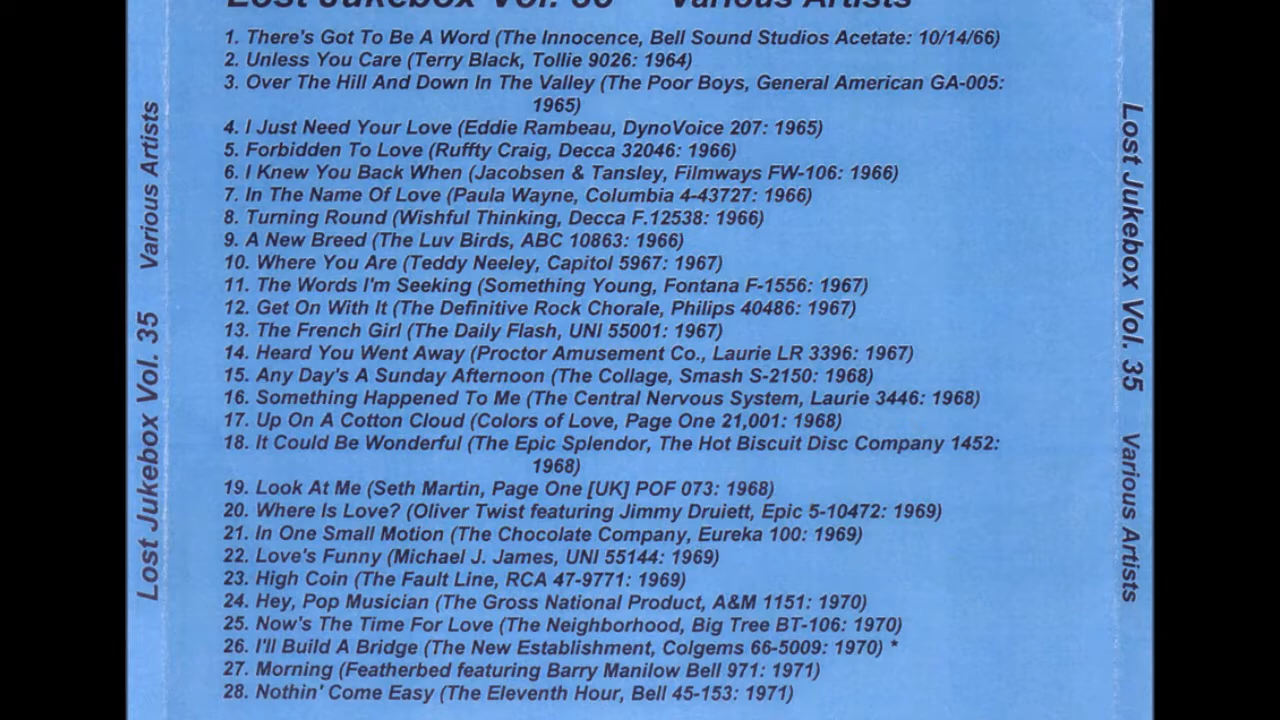 Lost Jukebox Vol. 35 Various Artists
1. There's Got To Be A Word (The Innocence, Bell Sound Studios Acetate: 10/14/66)
2. Unless You Care (Terry Black, Tollie 9026: 1964)
3. Over The Hill And Down In The Valley (The Poor Boys, General American GA-005:
1965)
4. I Just Need Your Love (Eddie Rambeau, DynoVoice 207: 1965)
5. Forbidden To Love (Ruffty Craig, Decca 32046: 1966)
6. I Knew You Back When (Jacobsen & Tansley, Filmways FW-106: 1966)
7. In The Name Of Love (Paula Wayne, Columbia 4-43727: 1966)
8. Turning Round (Wishful Thinking, Decca F.12538: 1966)
9. A New Breed (The Luv Birds, ABC 10863: 1966)
10. Where You Are (Teddy Neeley, Capitol 5967: 1967)
11. The Words I'm Seeking (Something Young, Fontana F-1556: 1967)
12. Get On With It (The Definitive Rock Chorale, Philips 40486: 1967)
13. The French Girl (The Daily Flash, UNI 55001: 1967)
14. Heard You Went Away (Proctor Amusement Co., Laurie LR 3396: 1967)
15. Any Day's A Sunday Afternoon (The Collage, Smash S-2150: 1968)
16. Something Happened To Me (The Central Nervous System, Laurie 3446: 1968)
17. Up On A Cotton Cloud (Colors of Love, Page One 21,001: 1968)
18. It Could Be Wonderful (The Epic Splendor, The Hot Biscuit Disc Company 1452:
1968)
19. Look At Me (Seth Martin, Page One [UK] POF 073: 1968)
20. Where Is Love? (Oliver Twist featuring Jimmy Druiett, Epic 5-10472: 1969)
21. In One Small Motion (The Chocolate Company, Eureka 100: 1969)
22. Love's Funny (Michael J. James, UNI 55144: 1969)
23. High Coin (The Fault Line, RCA 47-9771: 1969)
24. Hey, Pop Musician (The Gross National Product, A&M 1151: 1970)
25. Now's The Time For Love (The Neighborhood, Big Tree BT-106: 1970)
26. I'll Build A Bridge (The New Establishment, Colgems 66-5009: 1970) *
27. Morning (Featherbed featuring Barry Manilow Bell 971: 1971)
28. Nothin' Come Easy (The Eleventh Hour, Bell 45-153: 1971)
Lost Jukebox Vol. 35 Various Artists
Lost Jukebox Vol. 35 Various Artists